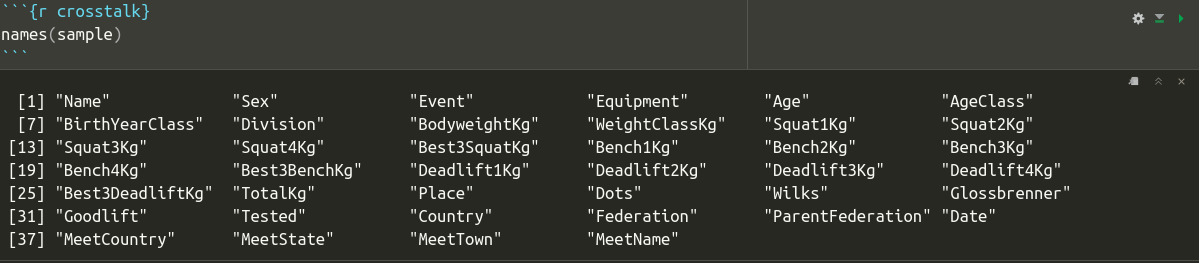 ```{r crosstalk}
names(sample)
```
[1] "Name" "Sex" "Event" "Equipment" "Age" "AgeClass"
[7] "BirthYearClass" "Division" "BodyweightKg" "WeightClassKg" "Squat1Kg" "Squat2Kg"
[13] "Squat3Kg" "Squat4Kg" "Best3SquatKg" "Bench1Kg" "Bench2Kg" "Bench3Kg"
[19] "Bench4Kg" "Best3BenchKg" "Deadlift1Kg" "Deadlift2Kg" "Deadlift3Kg" "Deadlift4Kg"
[25] "Best3DeadliftKg" "TotalKg" "Place" "Dots" "Wilks" "Glossbrenner"
[31] "Goodlift" "Tested" "Country" "Federation" "ParentFederation" "Date"
[37] "MeetCountry" "MeetState" "MeetTown" "MeetName"